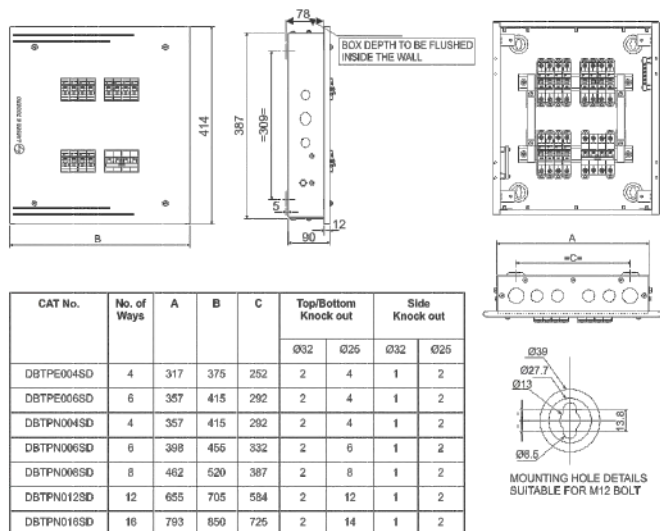 78
BOX DEPTH TO BE FLUSHED
INSIDE THE WALL
LARSEN & TOUBRO
414
387
=309=
5
12
90
B
A
=C=
CAT No. No. of Ways A B C Top/Bottom Knock out Side Knock out
Ø32 Ø25 Ø32 Ø25
DBTPE004SD 4 317 375 252 2 4 1 2
DBTPE006SD 6 357 415 292 2 4 1 2
DBTPN004SD 4 357 415 292 2 4 1 2
DBTPN006SD 6 398 455 332 2 6 1 2
DBTPN008SD 8 462 520 387 2 8 1 2
DBTPN012SD 12 655 705 584 2 12 1 2
DBTPN016SD 16 793 850 725 2 14 1 2
Ø39
Ø27.7
Ø13
13.8
Ø6.5
MOUNTING HOLE DETAILS
SUITABLE FOR M12 BOLT